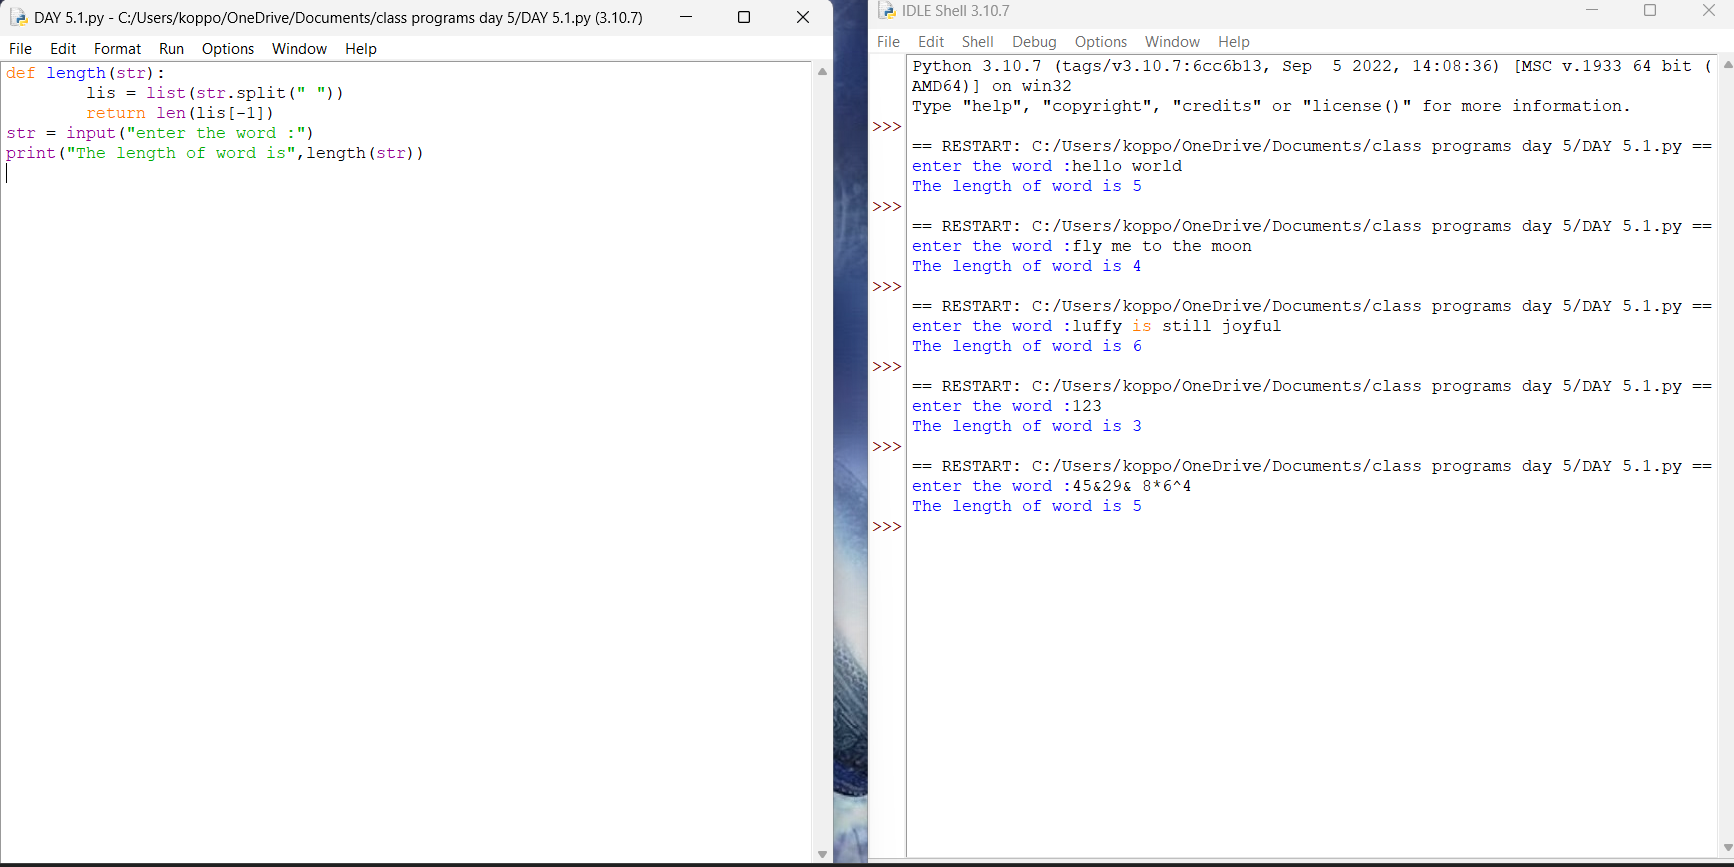 DAY 5.1.py - C:/Users/koppo/OneDrive/Documents/class programs day 5/DAY 5.1.py (3.10.7)
File Edit Format Run Options Window Help
def length(str):
        lis = list(str.split(" "))
        return len(lis[-1])
str = input("enter the word :")
print("The length of word is",length(str))
IDLE Shell 3.10.7
File Edit Shell Debug Options Window Help
Python 3.10.7 (tags/v3.10.7:6cc6b13, Sep  5 2022, 14:08:36) [MSC v.1933 64 bit (
AMD64)] on win32
Type "help", "copyright", "credits" or "license()" for more information.
>>>
== RESTART: C:/Users/koppo/OneDrive/Documents/class programs day 5/DAY 5.1.py ==
enter the word :hello world
The length of word is 5
>>>
== RESTART: C:/Users/koppo/OneDrive/Documents/class programs day 5/DAY 5.1.py ==
enter the word :fly me to the moon
The length of word is 4
>>>
== RESTART: C:/Users/koppo/OneDrive/Documents/class programs day 5/DAY 5.1.py ==
enter the word :luffy is still joyful
The length of word is 6
>>>
== RESTART: C:/Users/koppo/OneDrive/Documents/class programs day 5/DAY 5.1.py ==
enter the word :123
The length of word is 3
>>>
== RESTART: C:/Users/koppo/OneDrive/Documents/class programs day 5/DAY 5.1.py ==
enter the word :45&29& 8*6^4
The length of word is 5
>>>